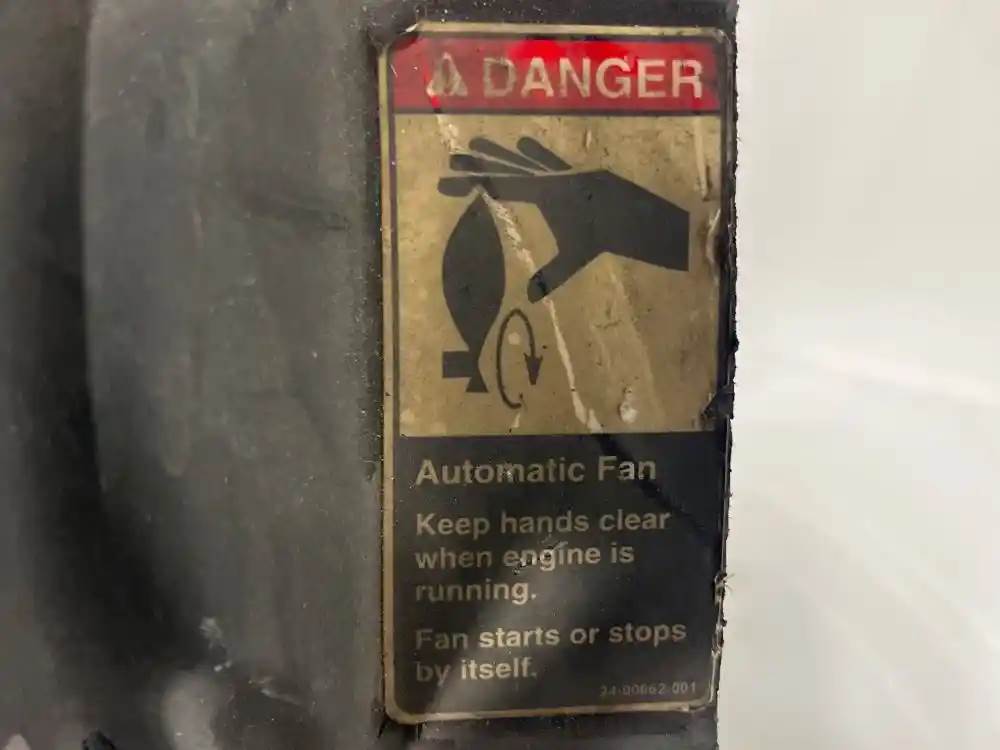 DANGER
Automatic Fan
Keep hands clear
when engine is
running.
Fan starts or stops
by itself.
24-00662-001